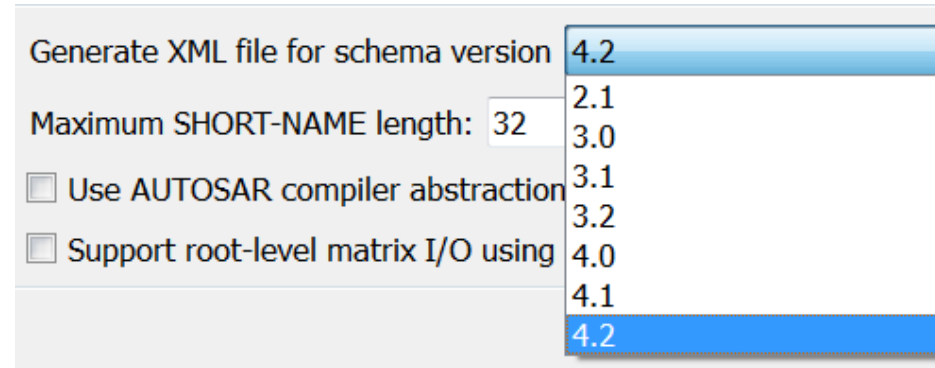 Generate XML file for schema version 4.2
2.1
Maximum SHORT-NAME length: 32
3.0
3.1
Use AUTOSAR compiler abstraction
3.2
Support root-level matrix I/O using
4.0
4.1
4.2